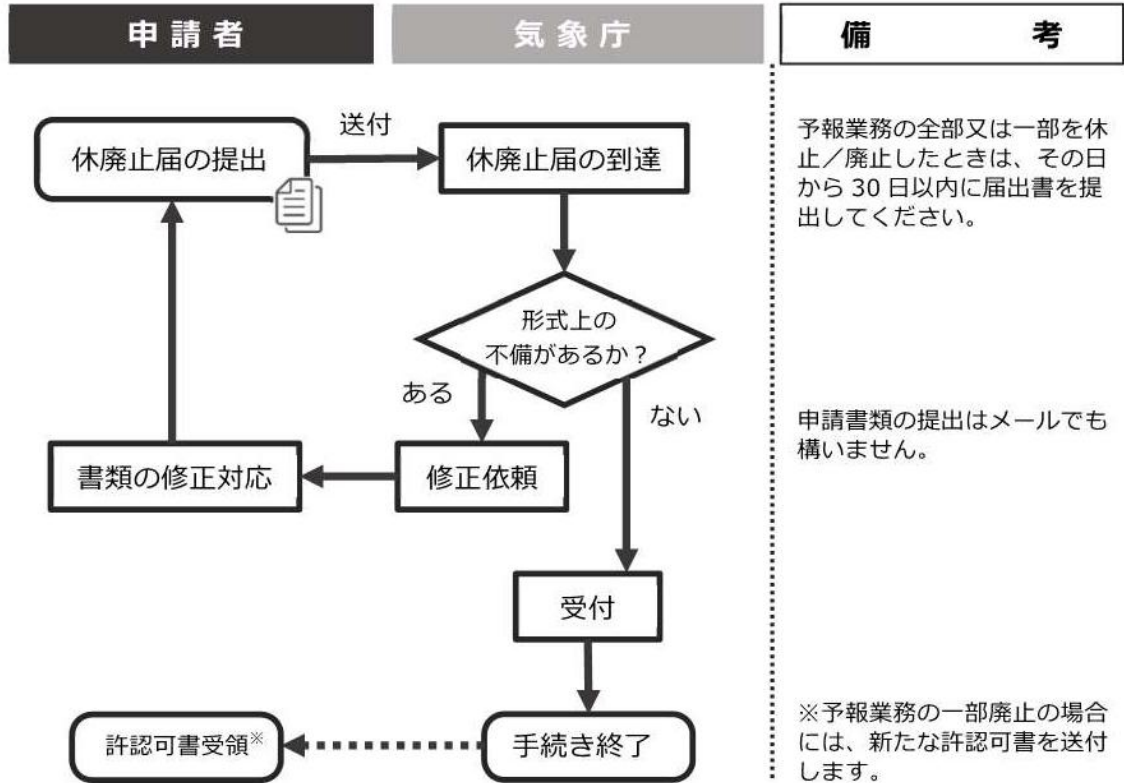 申請者
気象庁
備考
送付
休廃止届の提出
休廃止届の到達
予報業務の全部又は一部を休
止／廃止したときは、その日
から 30 日以内に届出書を提
出してください。
形式上の
不備があるか？
ある
ない
申請書類の提出はメールでも
構いません。
書類の修正対応
修正依頼
受付
許認可書受領※
手続き終了
※予報業務の一部廃止の場合
には、新たな許認可書を送付
します。